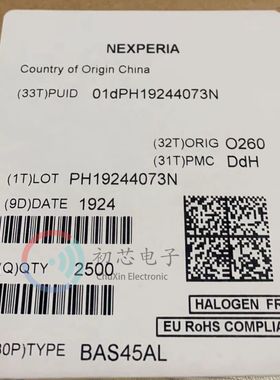 NEXPERIA
Country of Origin China
(33T)PUID 01dPH19244073N
(32T)ORIG O260
(31T)PMC DdH
(1T)LOT PH19244073N
(9D)DATE 1924
初芯电子
ChuXin Electronic
Q)QTY 2500
HALOGEN FR
EU RoHS COMPLIA
30P)TYPE BAS45AL